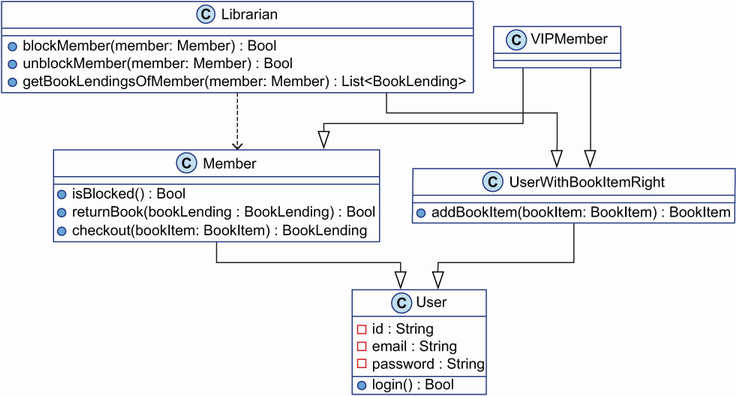 C Librarian
blockMember(member: Member) : Bool
unblockMember(member: Member) : Bool
getBookLendingsOfMember(member: Member) : List<BookLending>
C VIPMember
C Member
isBlocked() : Bool
returnBook(bookLending : BookLending) : Bool
checkout(bookItem: BookItem) : BookLending
C UserWithBookItemRight
addBookItem(bookItem: BookItem) : BookItem
C User
id : String
email : String
password : String
login() : Bool